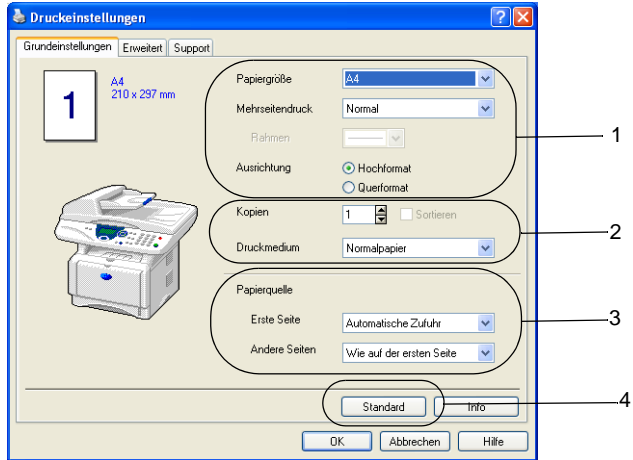 Druckeinstellungen
Grundeinstellungen Erweitert Support
1
A4
210 x 297 mm
Papiergröße A4
Mehrseitendruck Normal
Rahmen
Ausrichtung Hochformat
Querformat
1
Kopien 1 Sortieren
Druckmedium Normalpapier
2
Papierquelle
Erste Seite Automatische Zufuhr
Andere Seiten Wie auf der ersten Seite
3
Standard Info
4
OK Abbrechen Hilfe